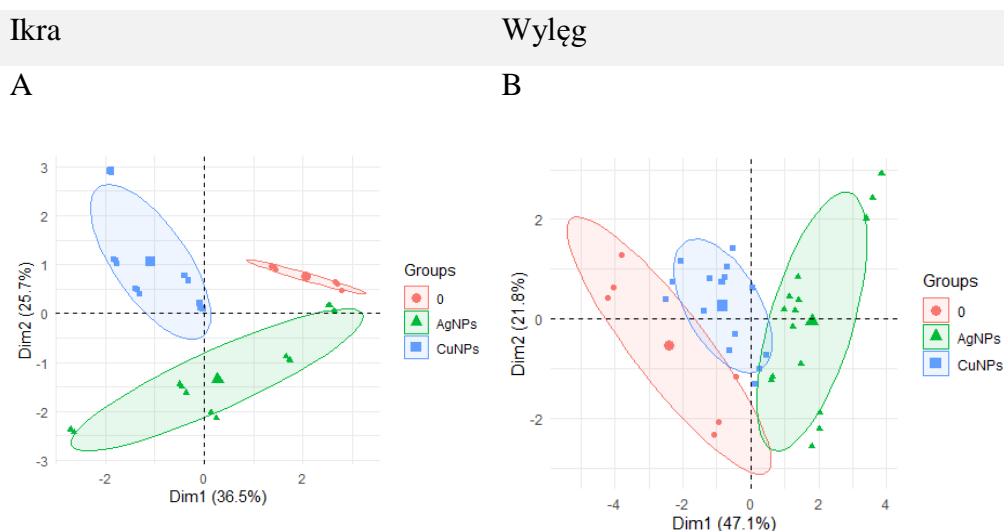 Ikra Wylęg
A B
Dim2 (25.7%)
3
2
1
0
-1
-2
-3
-2 0 2
Dim1 (36.5%)
Groups
0
AgNPs
CuNPs
Dim2 (21.8%)
2
0
-2
-4 -2 0 2 4
Dim1 (47.1%)
Groups
0
AgNPs
CuNPs